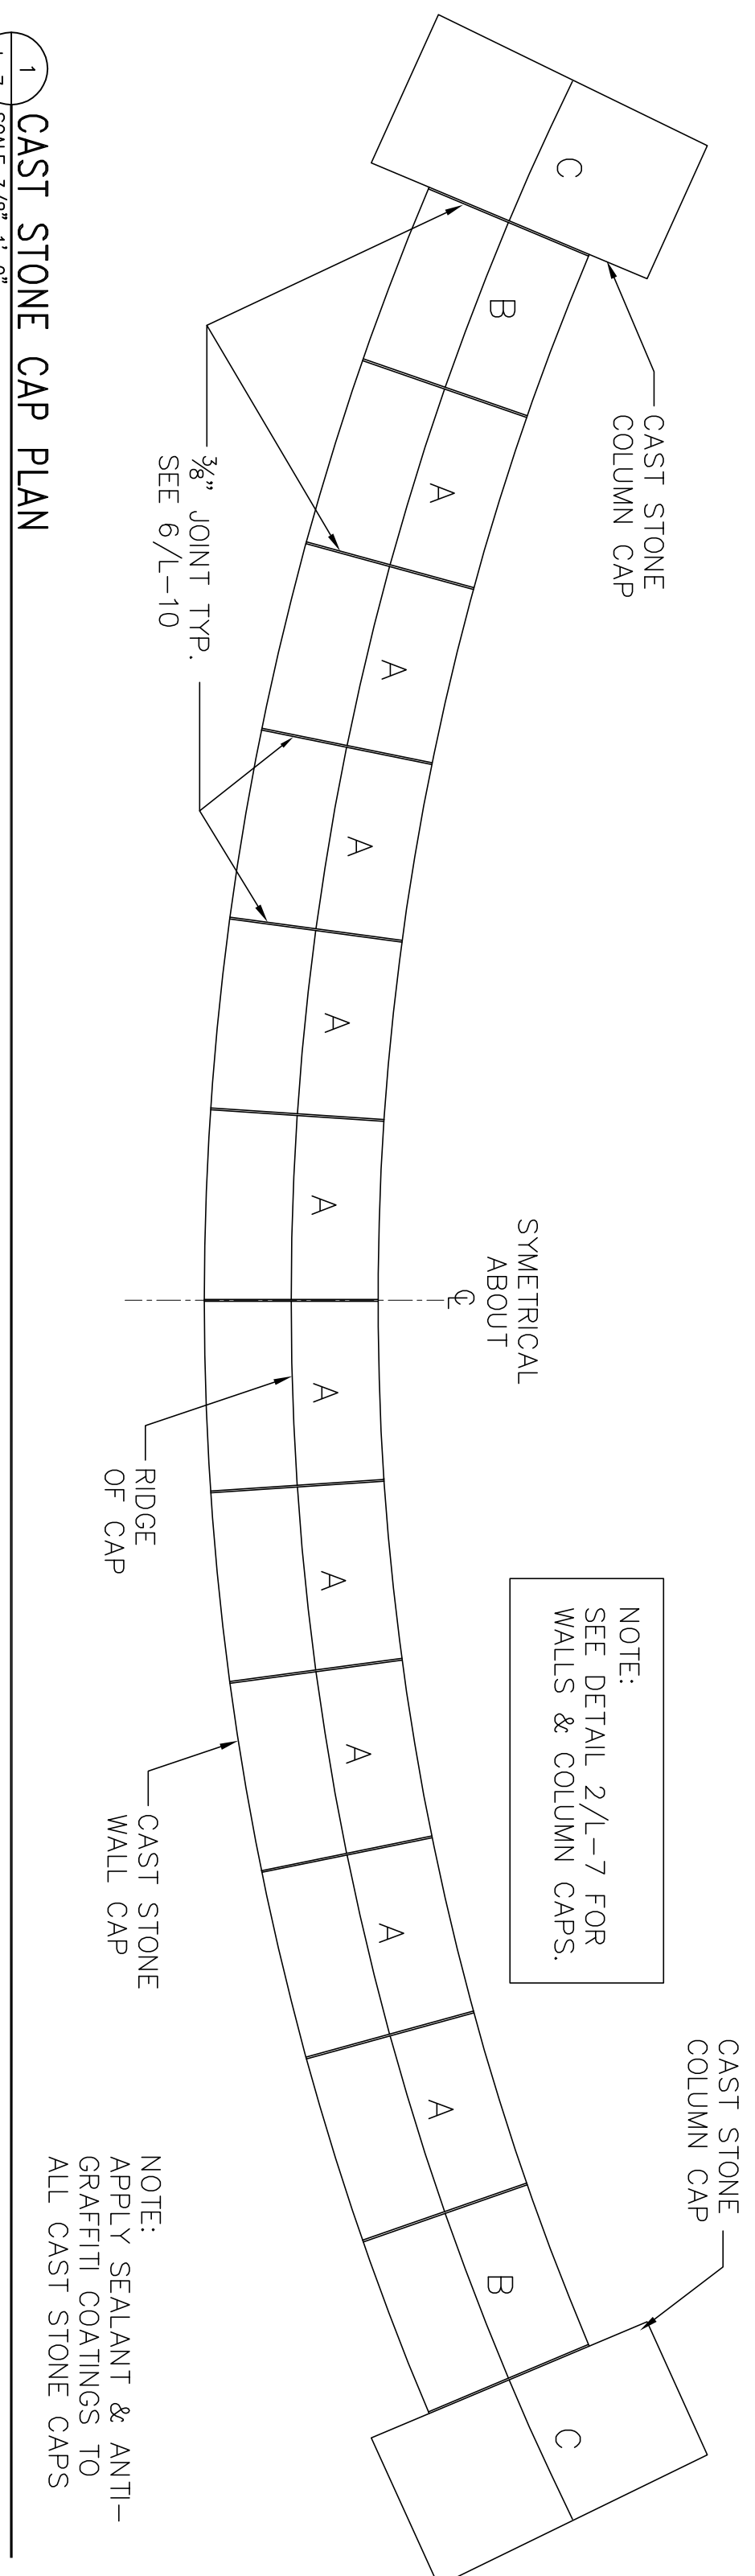 CAST STONE
COLUMN CAP
C
B
A
A
A
A
A
A
A
A
A
A
B
C
⅜" JOINT TYP.
SEE 6/L-10
SYMETRICAL
ABOUT
℄
RIDGE
OF CAP
NOTE:
SEE DETAIL 2/L-7 FOR
WALLS & COLUMN CAPS.
CAST STONE
WALL CAP
CAST STONE
COLUMN CAP
NOTE:
APPLY SEALANT & ANTI-
GRAFFITI COATINGS TO
ALL CAST STONE CAPS
1
CAST STONE CAP PLAN